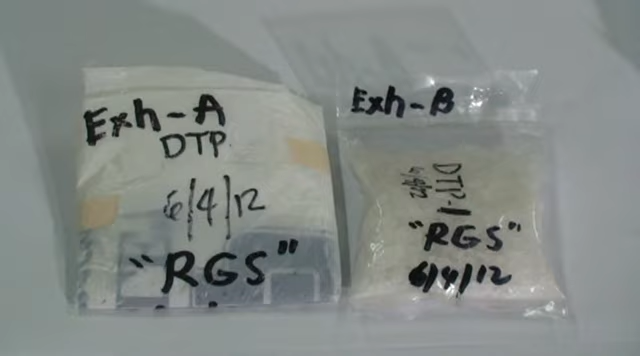 Exh-A
DTP
6/4/12
"RGS"
Exh-B
DTP-1
"RGS"
6/4/12